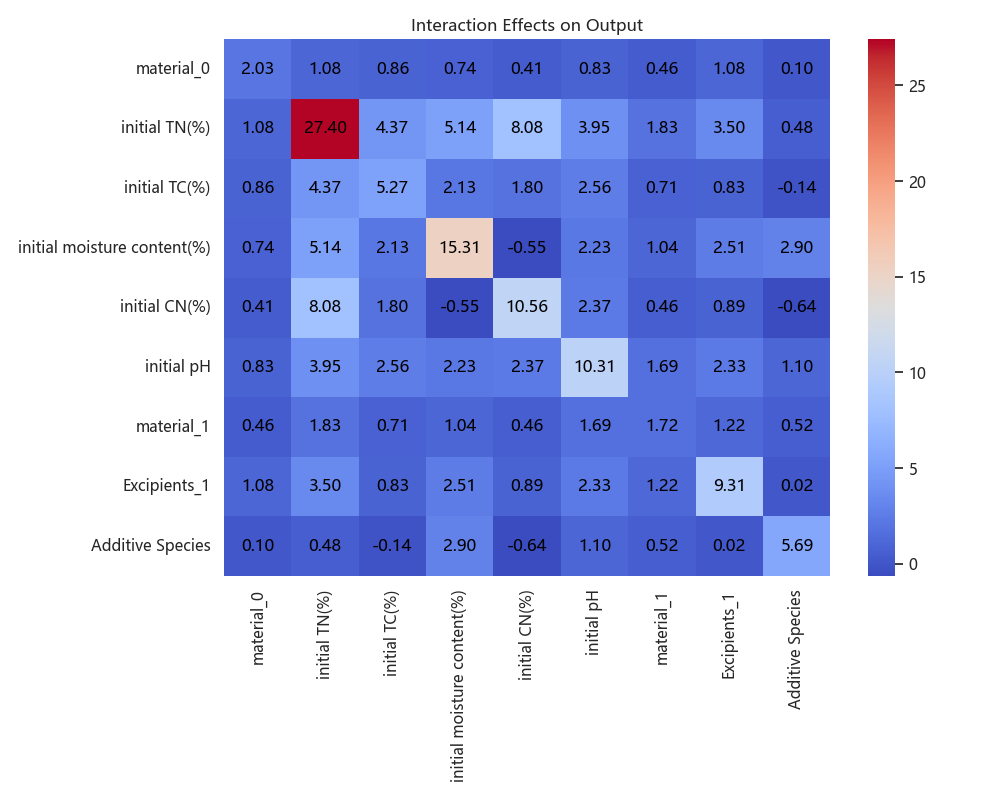 Interaction Effects on Output
material_0 2.03 1.08 0.86 0.74 0.41 0.83 0.46 1.08 0.10
initial TN(%) 1.08 27.40 4.37 5.14 8.08 3.95 1.83 3.50 0.48
initial TC(%) 0.86 4.37 5.27 2.13 1.80 2.56 0.71 0.83 -0.14
initial moisture content(%) 0.74 5.14 2.13 15.31 -0.55 2.23 1.04 2.51 2.90
initial CN(%) 0.41 8.08 1.80 -0.55 10.56 2.37 0.46 0.89 -0.64
initial pH 0.83 3.95 2.56 2.23 2.37 10.31 1.69 2.33 1.10
material_1 0.46 1.83 0.71 1.04 0.46 1.69 1.72 1.22 0.52
Excipients_1 1.08 3.50 0.83 2.51 0.89 2.33 1.22 9.31 0.02
Additive Species 0.10 0.48 -0.14 2.90 -0.64 1.10 0.52 0.02 5.69
material_0
initial TN(%)
initial TC(%)
initial moisture content(%)
initial CN(%)
initial pH
material_1
Excipients_1
Additive Species
25
20
15
10
5
0